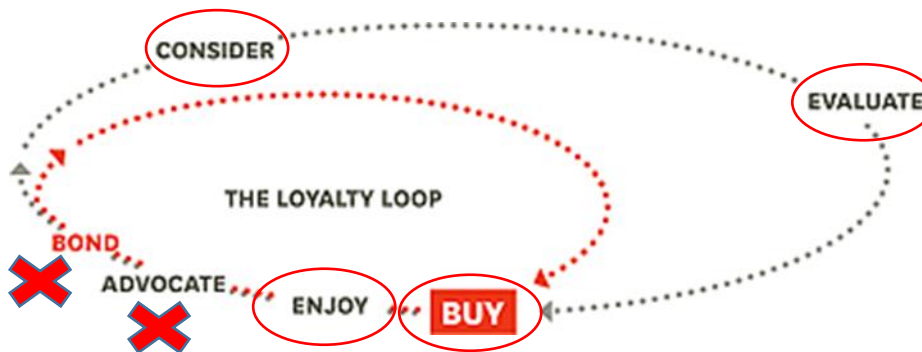 CONSIDER
EVALUATE
THE LOYALTY LOOP
BOND
ADVOCATE
ENJOY
BUY